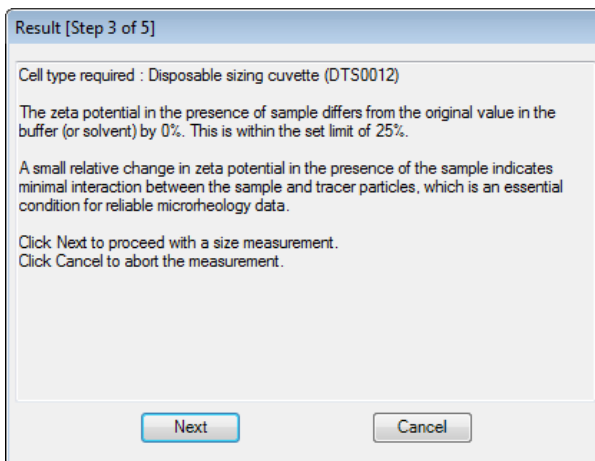 Result [Step 3 of 5]
Cell type required : Disposable sizing cuvette (DTS0012)
The zeta potential in the presence of sample differs from the original value in the
buffer (or solvent) by 0%. This is within the set limit of 25%.
A small relative change in zeta potential in the presence of the sample indicates
minimal interaction between the sample and tracer particles, which is an essential
condition for reliable microrheology data.
Click Next to proceed with a size measurement.
Click Cancel to abort the measurement.
Next
Cancel